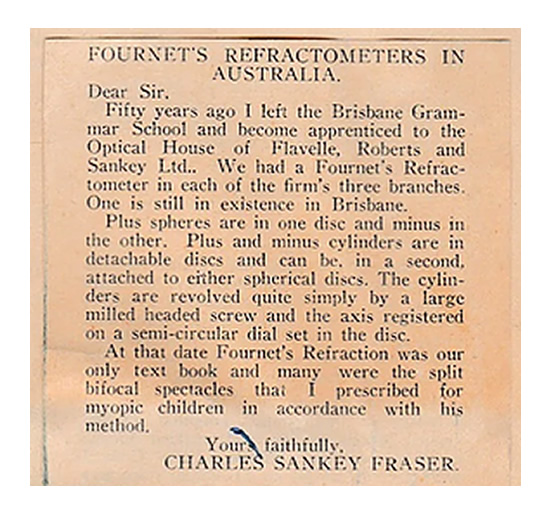 FOURNET'S REFRACTOMETERS IN
AUSTRALIA.
Dear Sir,
Fifty years ago I left the Brisbane Gram-
mar School and become apprenticed to the
Optical House of Flavelle, Roberts and
Sankey Ltd.. We had a Fournet's Refrac-
tometer in each of the firm's three branches.
One is still in existence in Brisbane.
Plus spheres are in one disc and minus in
the other. Plus and minus cylinders are in
detachable discs and can be, in a second,
attached to either spherical discs. The cylin-
ders are revolved quite simply by a large
milled headed screw and the axis registered
on a semi-circular dial set in the disc.
At that date Fournet's Refraction was our
only text book and many were the split
bifocal spectacles that I prescribed for
myopic children in accordance with his
method.
Yours faithfully,
CHARLES SANKEY FRASER.